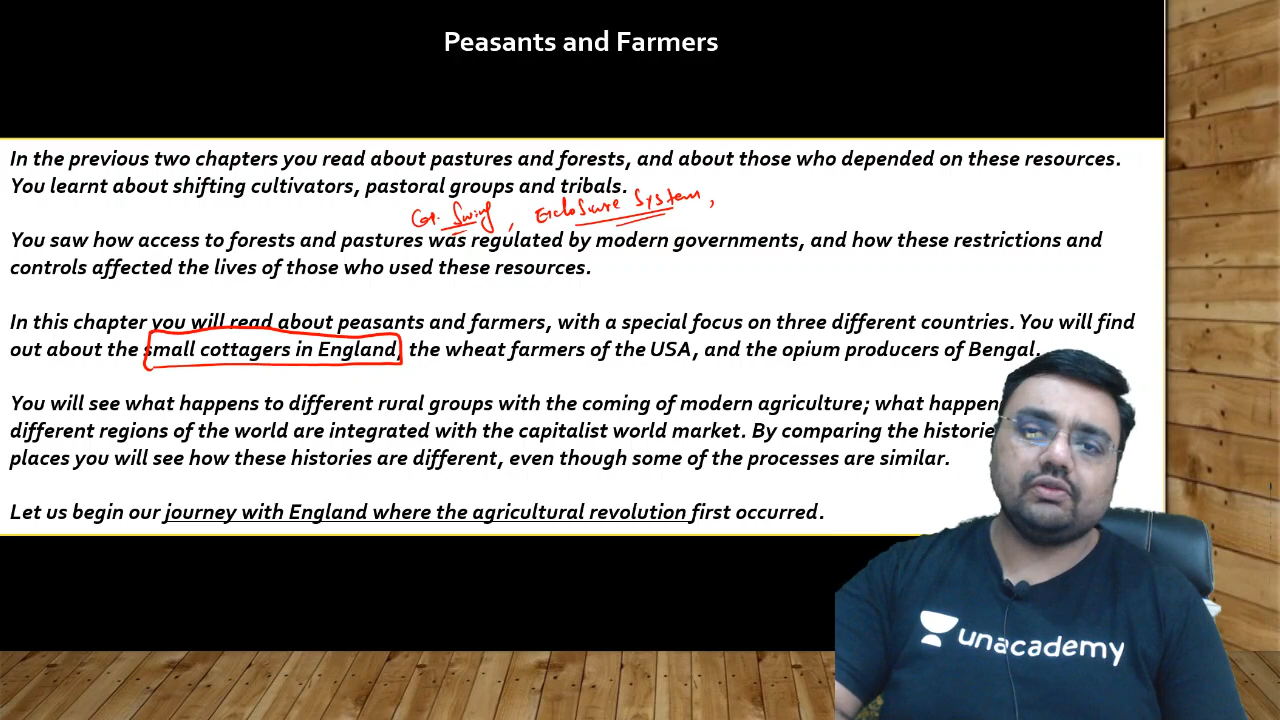 Peasants and Farmers
In the previous two chapters you read about pastures and forests, and about those who depended on these resources.
You learnt about shifting cultivators, pastoral groups and tribals.
Swing, Enclosure System,
You saw how access to forests and pastures was regulated by modern governments, and how these restrictions and
controls affected the lives of those who used these resources.
In this chapter you will read about peasants and farmers, with a special focus on three different countries. You will find
out about the small cottagers in England, the wheat farmers of the USA, and the opium producers of Bengal.
You will see what happens to different rural groups with the coming of modern agriculture; what happen
different regions of the world are integrated with the capitalist world market. By comparing the historie
places you will see how these histories are different, even though some of the processes are similar.
Let us begin our journey with England where the agricultural revolution first occurred.
unacademy